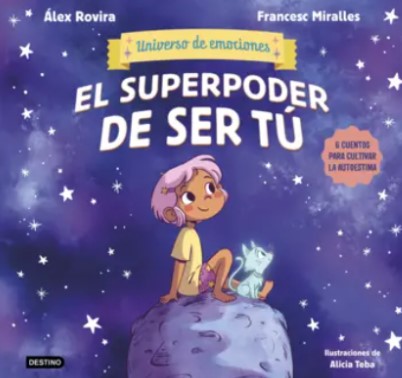 Álex Rovira
Francesc Miralles
Universo de emociones
EL SUPERPODER
DE SER TÚ
6 CUENTOS
PARA CULTIVAR
LA AUTOESTIMA
Ilustraciones de
Alicia Teba
DESTINO